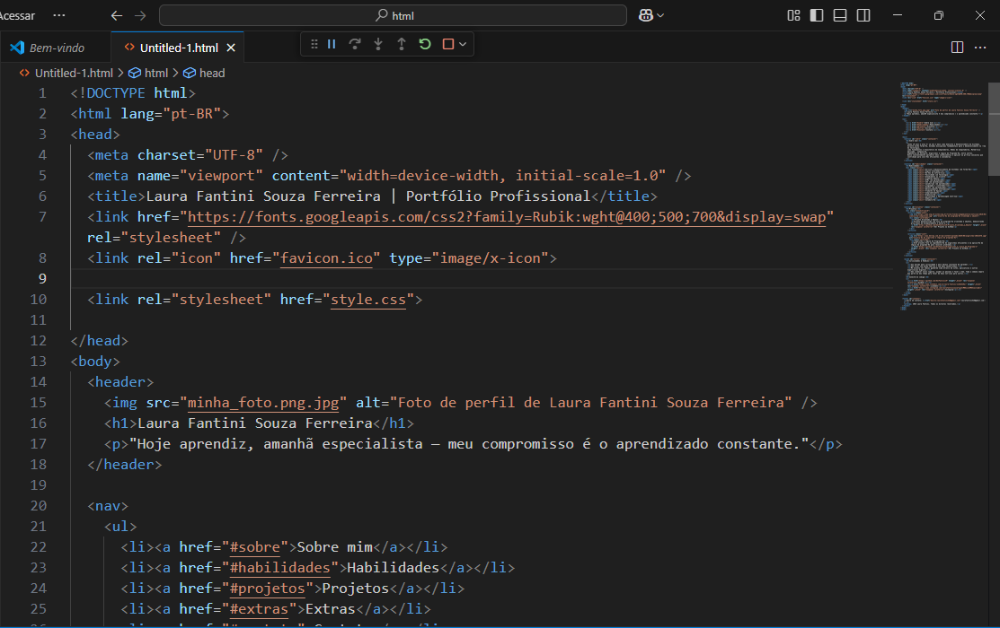 Acessar ···
html
Bem-vindo
Untitled-1.html
Untitled-1.html > html > head
1 <!DOCTYPE html>
2 <html lang="pt-BR">
3 <head>
4 <meta charset="UTF-8" />
5 <meta name="viewport" content="width=device-width, initial-scale=1.0" />
6 <title>Laura Fantini Souza Ferreira | Portfólio Profissional</title>
7 <link href="https://fonts.googleapis.com/css2?family=Rubik:wght@400;500;700&display=swap"
rel="stylesheet" />
8 <link rel="icon" href="favicon.ico" type="image/x-icon">
9
10 <link rel="stylesheet" href="style.css">
11
12 </head>
13 <body>
14 <header>
15 <img src="minha_foto.png.jpg" alt="Foto de perfil de Laura Fantini Souza Ferreira" />
16 <h1>Laura Fantini Souza Ferreira</h1>
17 <p>"Hoje aprendiz, amanhã especialista — meu compromisso é o aprendizado constante."</p>
18 </header>
19
20 <nav>
21 <ul>
22 <li><a href="#sobre">Sobre mim</a></li>
23 <li><a href="#habilidades">Habilidades</a></li>
24 <li><a href="#projetos">Projetos</a></li>
25 <li><a href="#extras">Extras</a></li>